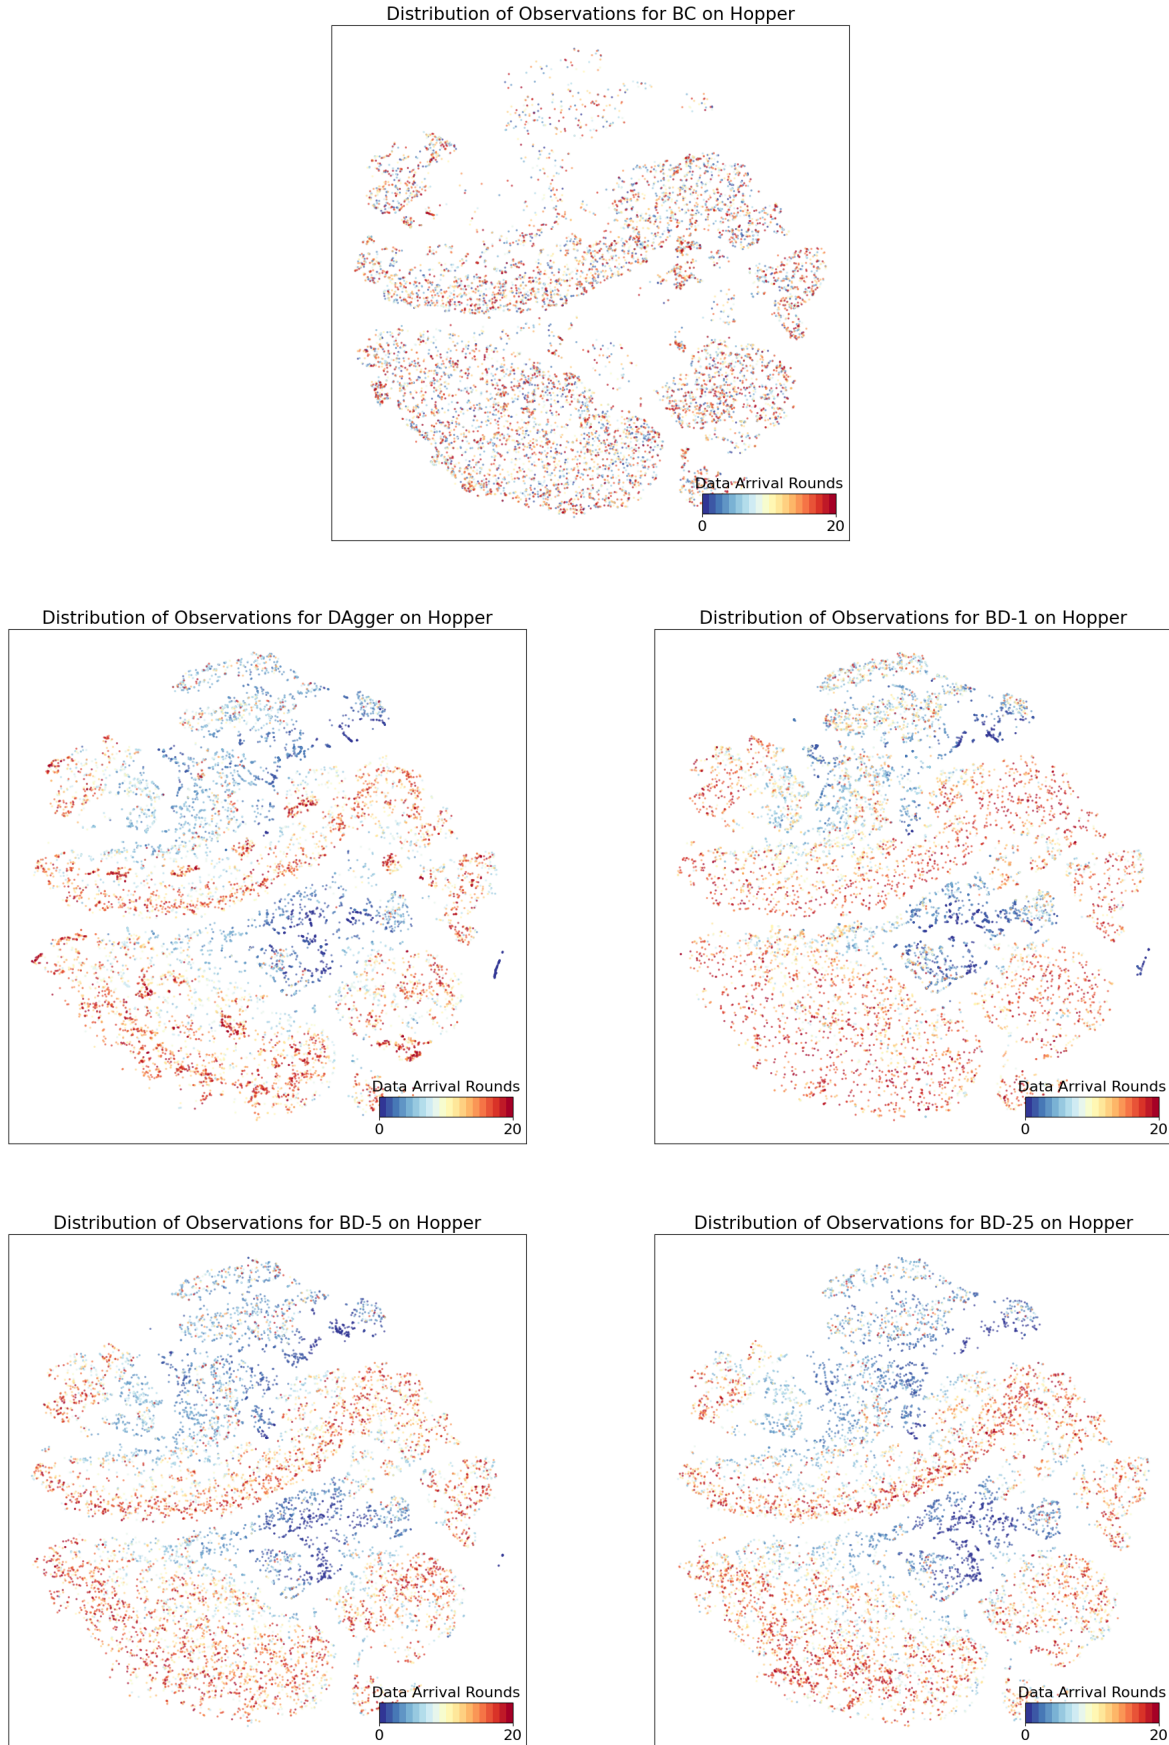 Distribution of Observations for BC on Hopper
Data Arrival Rounds
0 20
Distribution of Observations for DAgger on Hopper
Data Arrival Rounds
0 20
Distribution of Observations for BD-1 on Hopper
Data Arrival Rounds
0 20
Distribution of Observations for BD-5 on Hopper
Data Arrival Rounds
0 20
Distribution of Observations for BD-25 on Hopper
Data Arrival Rounds
0 20